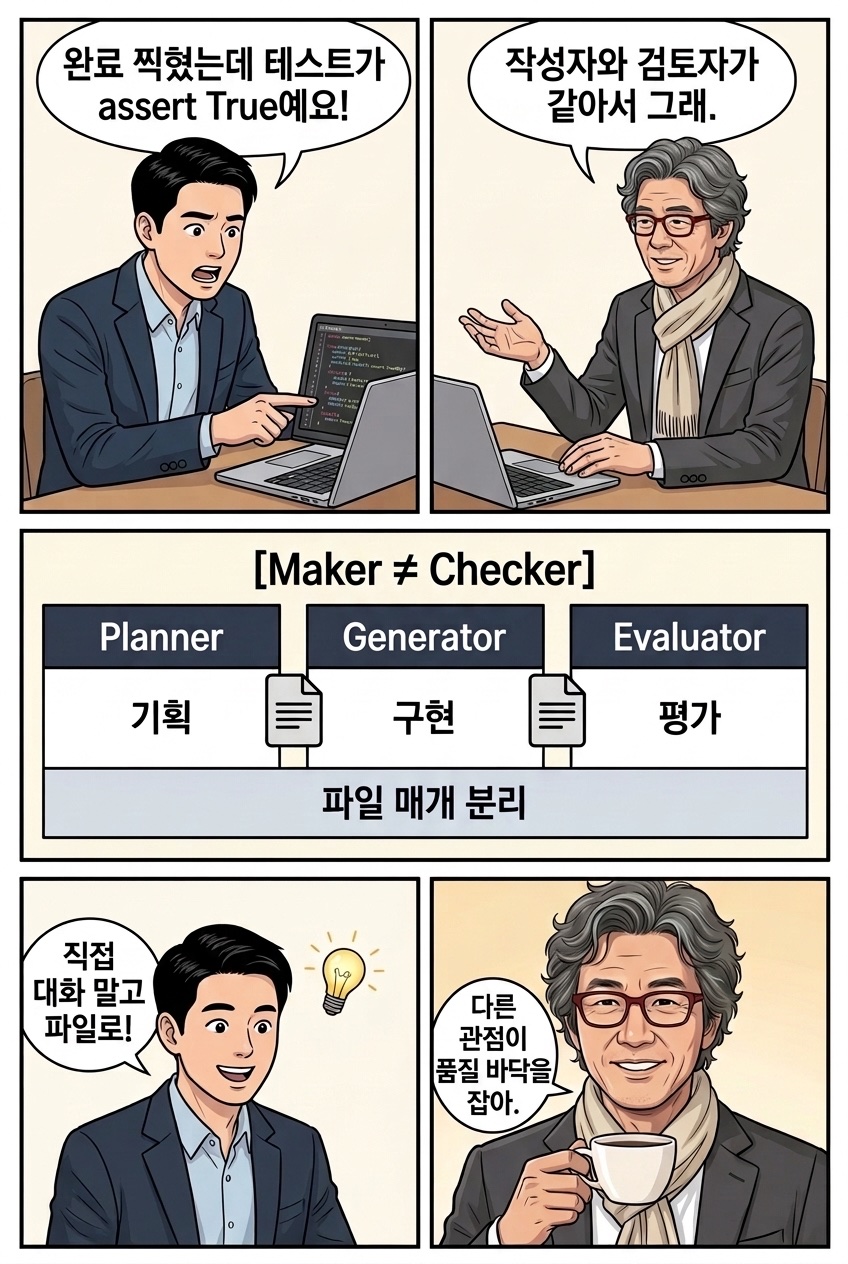 완료 찍혔는데 테스트가
assert True예요!
작성자와 검토자가
같아서 그래.
[Maker ≠ Checker]
Planner
Generator
Evaluator
기획
구현
평가
파일 매개 분리
직접
대화 말고
파일로!
다른
관점이
품질 바닥을
잡아.